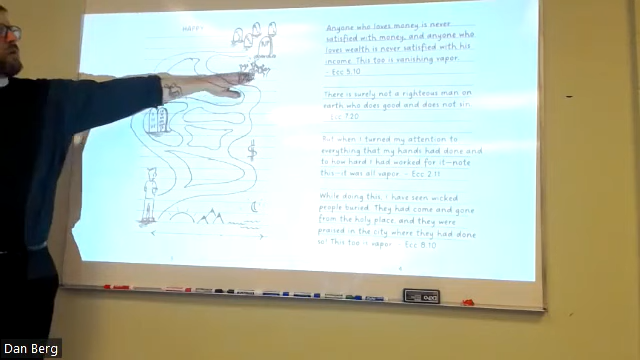 HAPPY
Anyone who loves money is never
satisfied with money, and anyone who
loves wealth is never satisfied with his
income. This too is vanishing vapor.
- Ecc 5:10
There is surely not a righteous man on
earth who does good and does not sin.
Ecc 7:20
But when I turned my attention to
everything that my hands had done and
to how hard I had worked for it—note
this—it was all vapor. - Ecc 2:11
While doing this, I have seen wicked
people buried. They had come and gone
from the holy place, and they were
praised in the city where they had done
so! This too is vapor. Ecc 8:10
$
EXPO
Dan Berg